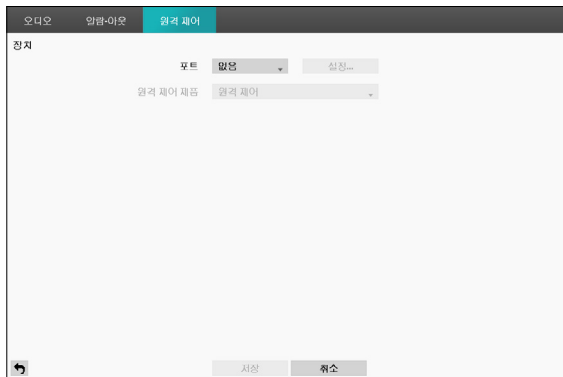 오디오 알람-아웃 원격 제어
장치
포트 없음 설정...
원격 제어 제품 원격 제어
저장 취소